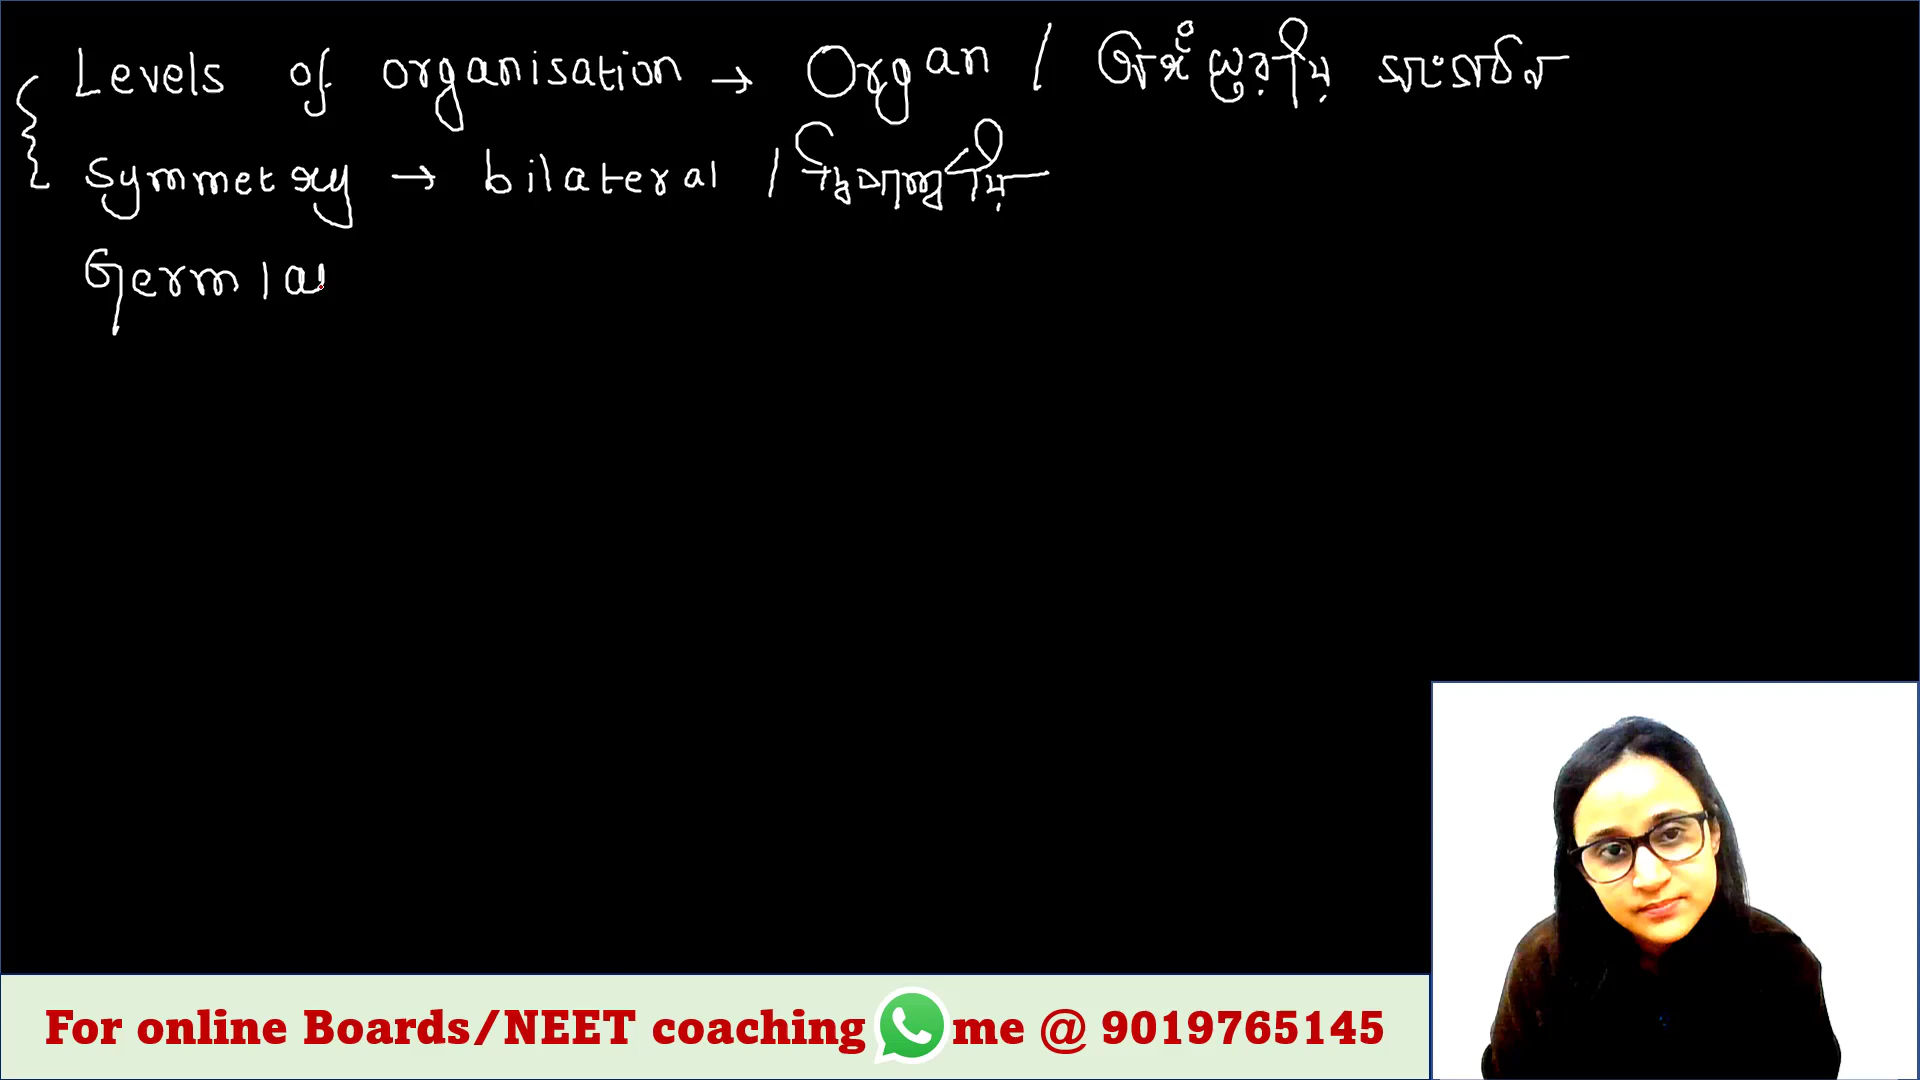 Levels of organisation → Organ /
Symmetry → bilateral /
Germ la
For online Boards/NEET coaching me @ 9019765145